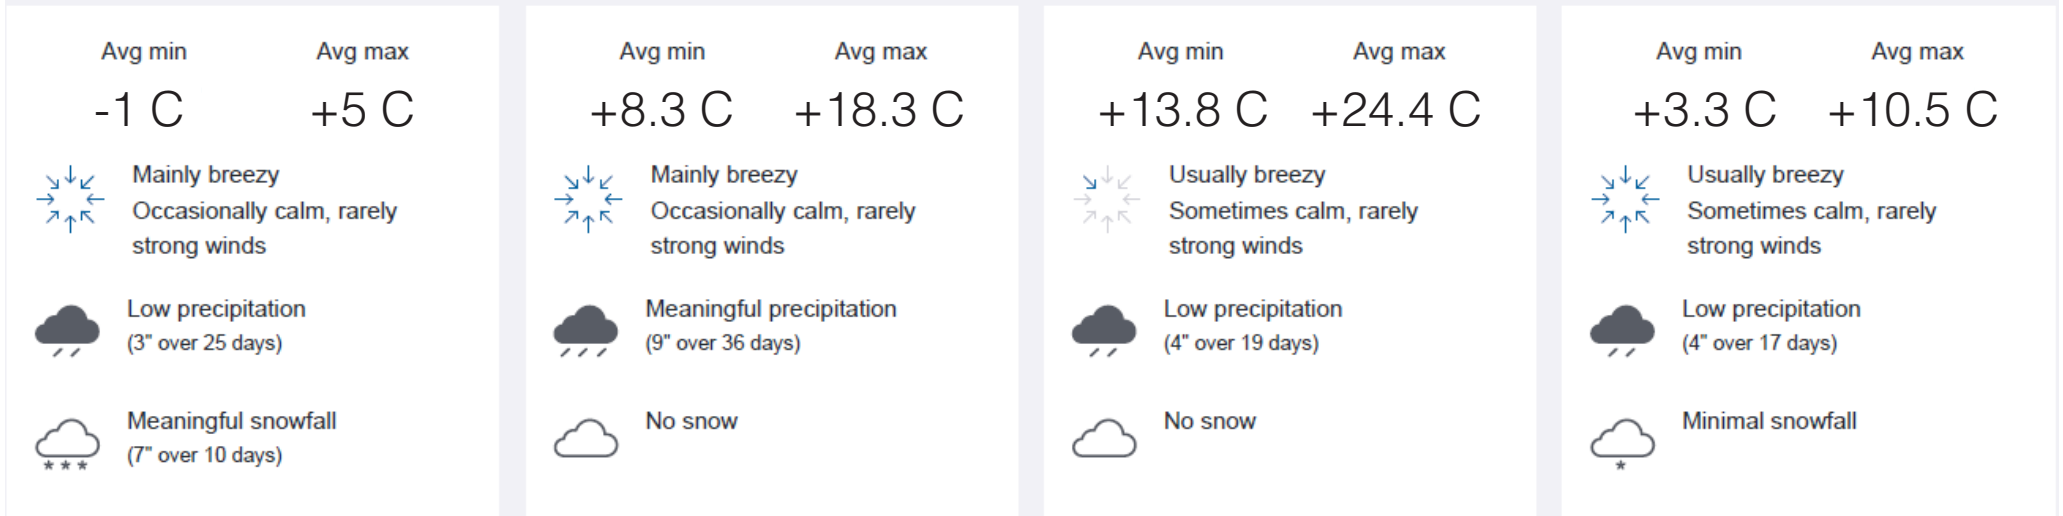 Avg min Avg max
-1 C +5 C
Mainly breezy
Occasionally calm, rarely
strong winds
Low precipitation
(3" over 25 days)
Meaningful snowfall
(7" over 10 days)
Avg min Avg max
+8.3 C +18.3 C
Mainly breezy
Occasionally calm, rarely
strong winds
Meaningful precipitation
(9" over 36 days)
No snow
Avg min Avg max
+13.8 C +24.4 C
Usually breezy
Sometimes calm, rarely
strong winds
Low precipitation
(4" over 19 days)
No snow
Avg min Avg max
+3.3 C +10.5 C
Usually breezy
Sometimes calm, rarely
strong winds
Low precipitation
(4" over 17 days)
Minimal snowfall